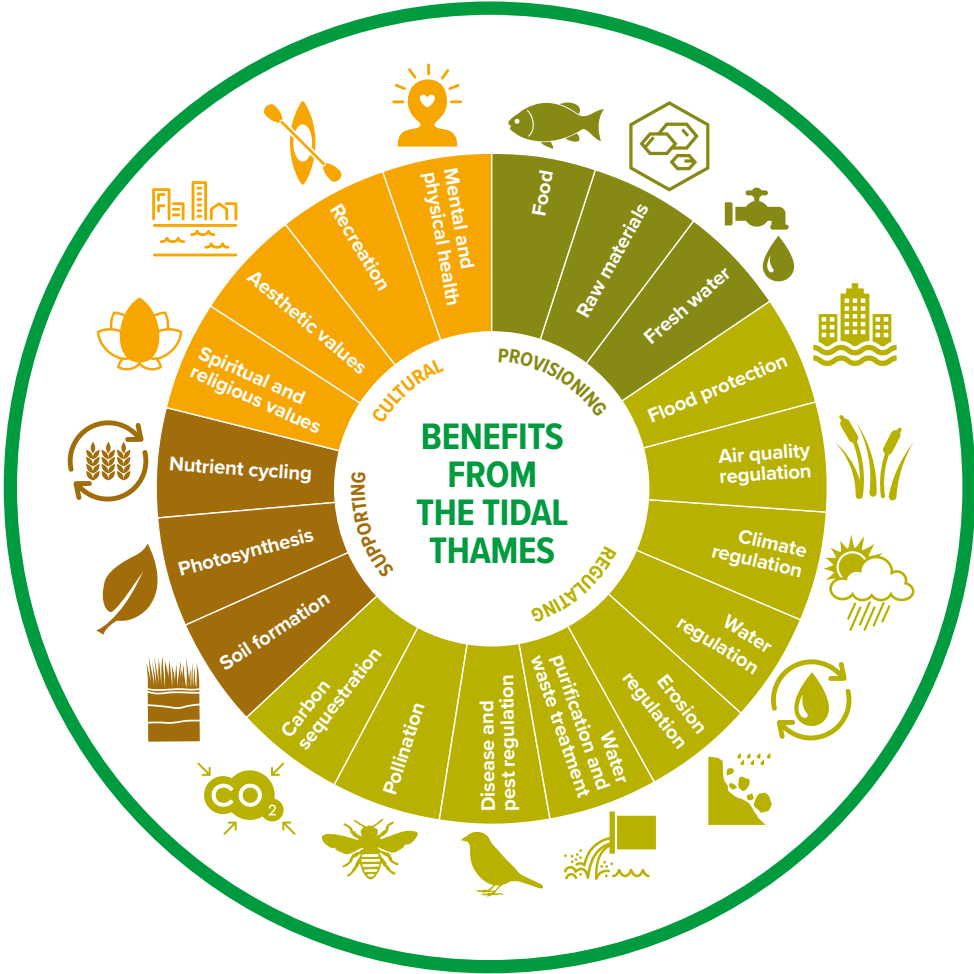 BENEFITS
FROM
THE TIDAL
THAMES
PROVISIONING
Food
Raw materials
Fresh water
REGULATING
Flood protection
Air quality
regulation
Climate
regulation
Water
regulation
Erosion
regulation
Water
purification and
waste treatment
Disease and
pest regulation
Pollination
Carbon
sequestration
CO2
SUPPORTING
Soil formation
Photosynthesis
Nutrient cycling
CULTURAL
Spiritual and
religious values
Aesthetic values
Recreation
Mental and
physical health